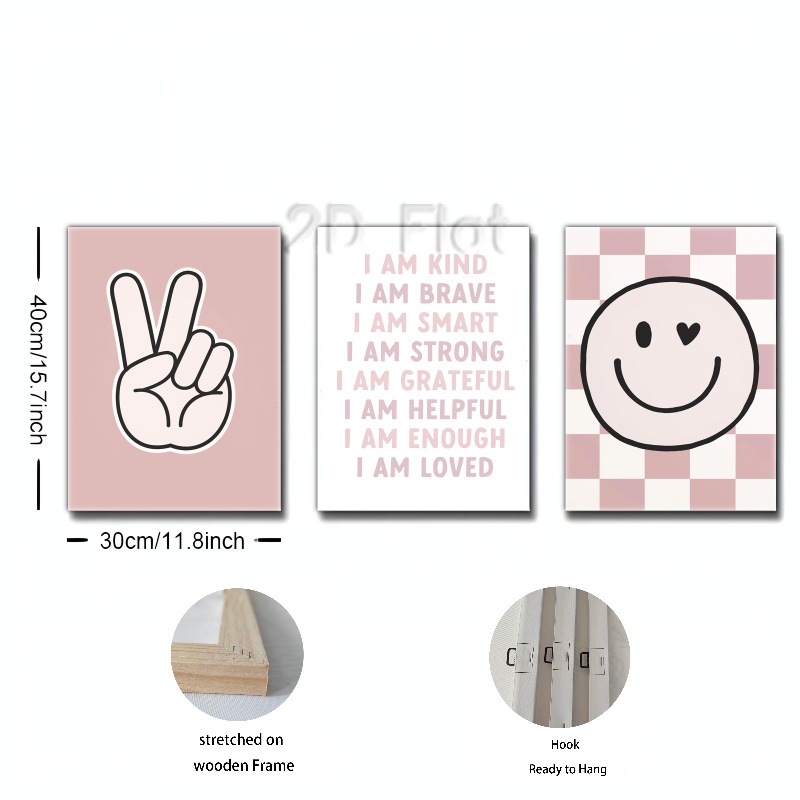 2D Flat
I AM KIND
I AM BRAVE
I AM SMART
I AM STRONG
I AM GRATEFUL
I AM HELPFUL
I AM ENOUGH
I AM LOVED
40cm/15.7inch
30cm/11.8inch
stretched on
wooden Frame
Hook
Ready to Hang